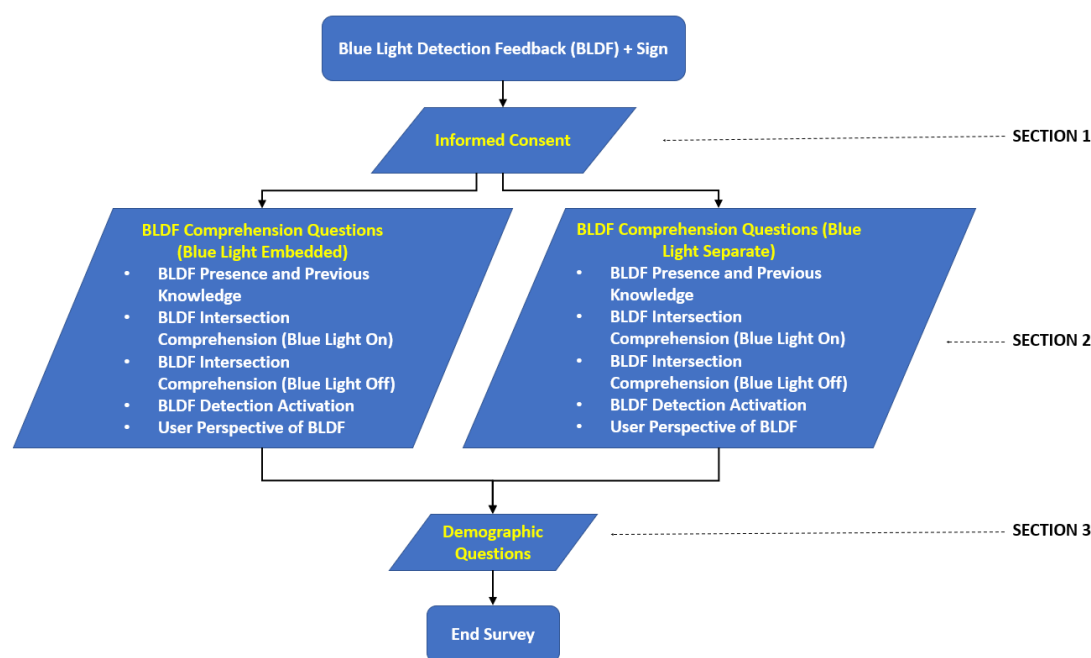 Blue Light Detection Feedback (BLDF) + Sign
Informed Consent
SECTION 1
BLDF Comprehension Questions
(Blue Light Embedded)
• BLDF Presence and Previous
Knowledge
• BLDF Intersection
Comprehension (Blue Light On)
• BLDF Intersection
Comprehension (Blue Light Off)
• BLDF Detection Activation
• User Perspective of BLDF
BLDF Comprehension Questions (Blue
Light Separate)
• BLDF Presence and Previous
Knowledge
• BLDF Intersection
Comprehension (Blue Light On)
• BLDF Intersection
Comprehension (Blue Light Off)
• BLDF Detection Activation
• User Perspective of BLDF
SECTION 2
Demographic
Questions
SECTION 3
End Survey